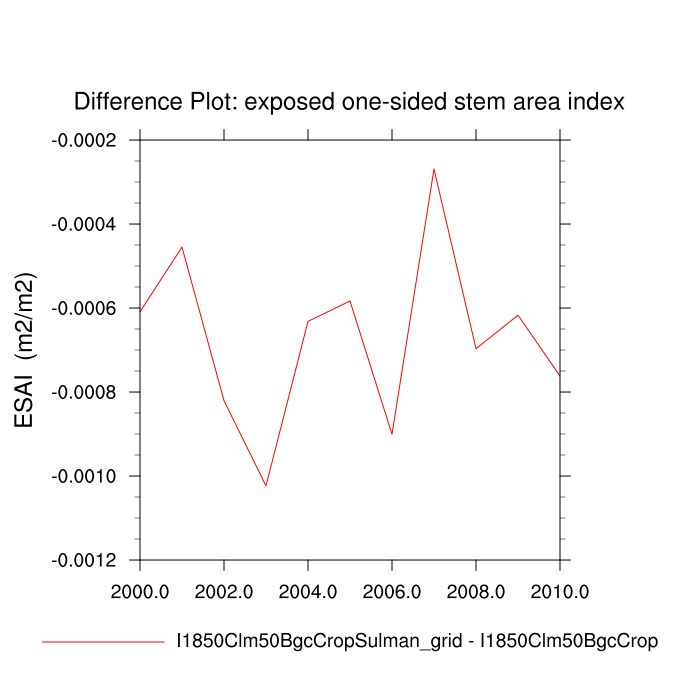 Difference Plot: exposed one-sided stem area index
-0.0002
-0.0004
-0.0006
-0.0008
-0.0010
-0.0012
ESAI (m2/m2)
2000.0 2002.0 2004.0 2006.0 2008.0 2010.0
I1850Clm50BgcCropSulman_grid - I1850Clm50BgcCrop